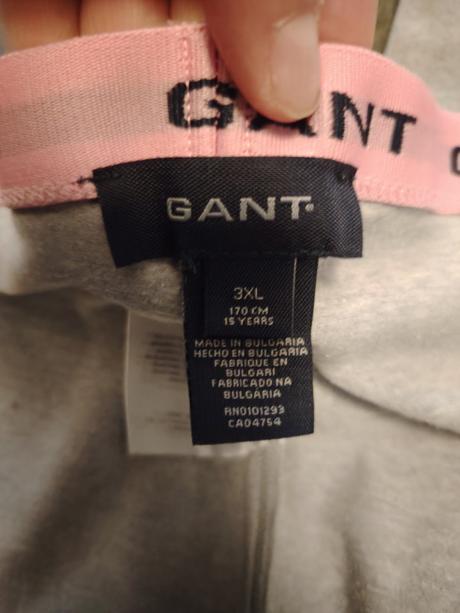 GANT G
GANT
3XL
170 CM
15 YEARS
MADE IN BULGARIA
HECHO EN BULGARIA
FABRIQUE EN
BULGARI
FABRICADO NA
BULGARIA
RN0101293
CA04754